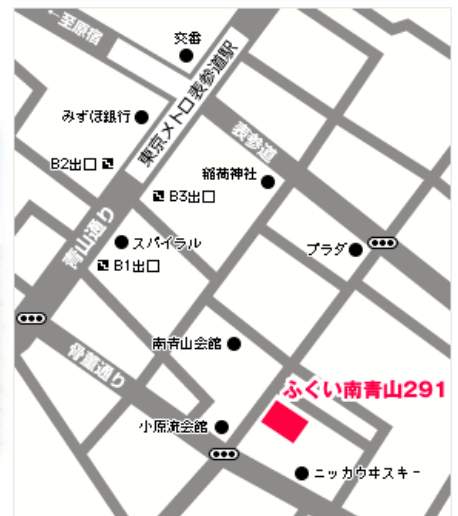 ←至原宿
交番
東京メトロ表参道駅
みずほ銀行
表参道
B2出口
稲荷神社
B3出口
青山通り
スパイラル
プラダ
B1出口
南青山会館
骨董通り
ふくい南青山291
小原流会館
ニッカウヰスキー